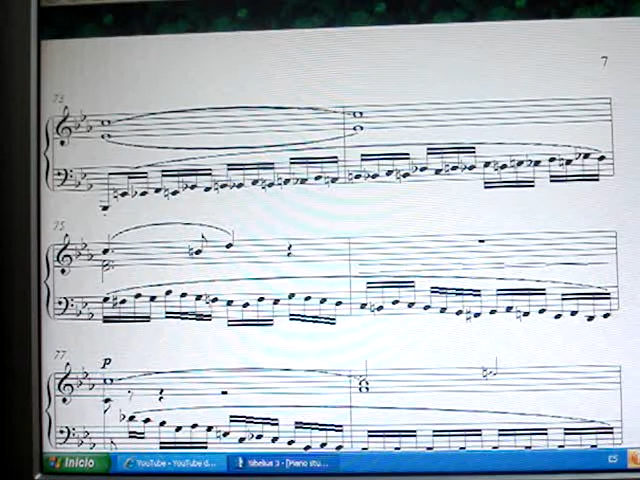 7
73
75
77
p
Inicio
YouTube - YouTube d...
Sibelius 3 - [Piano stu...
ES